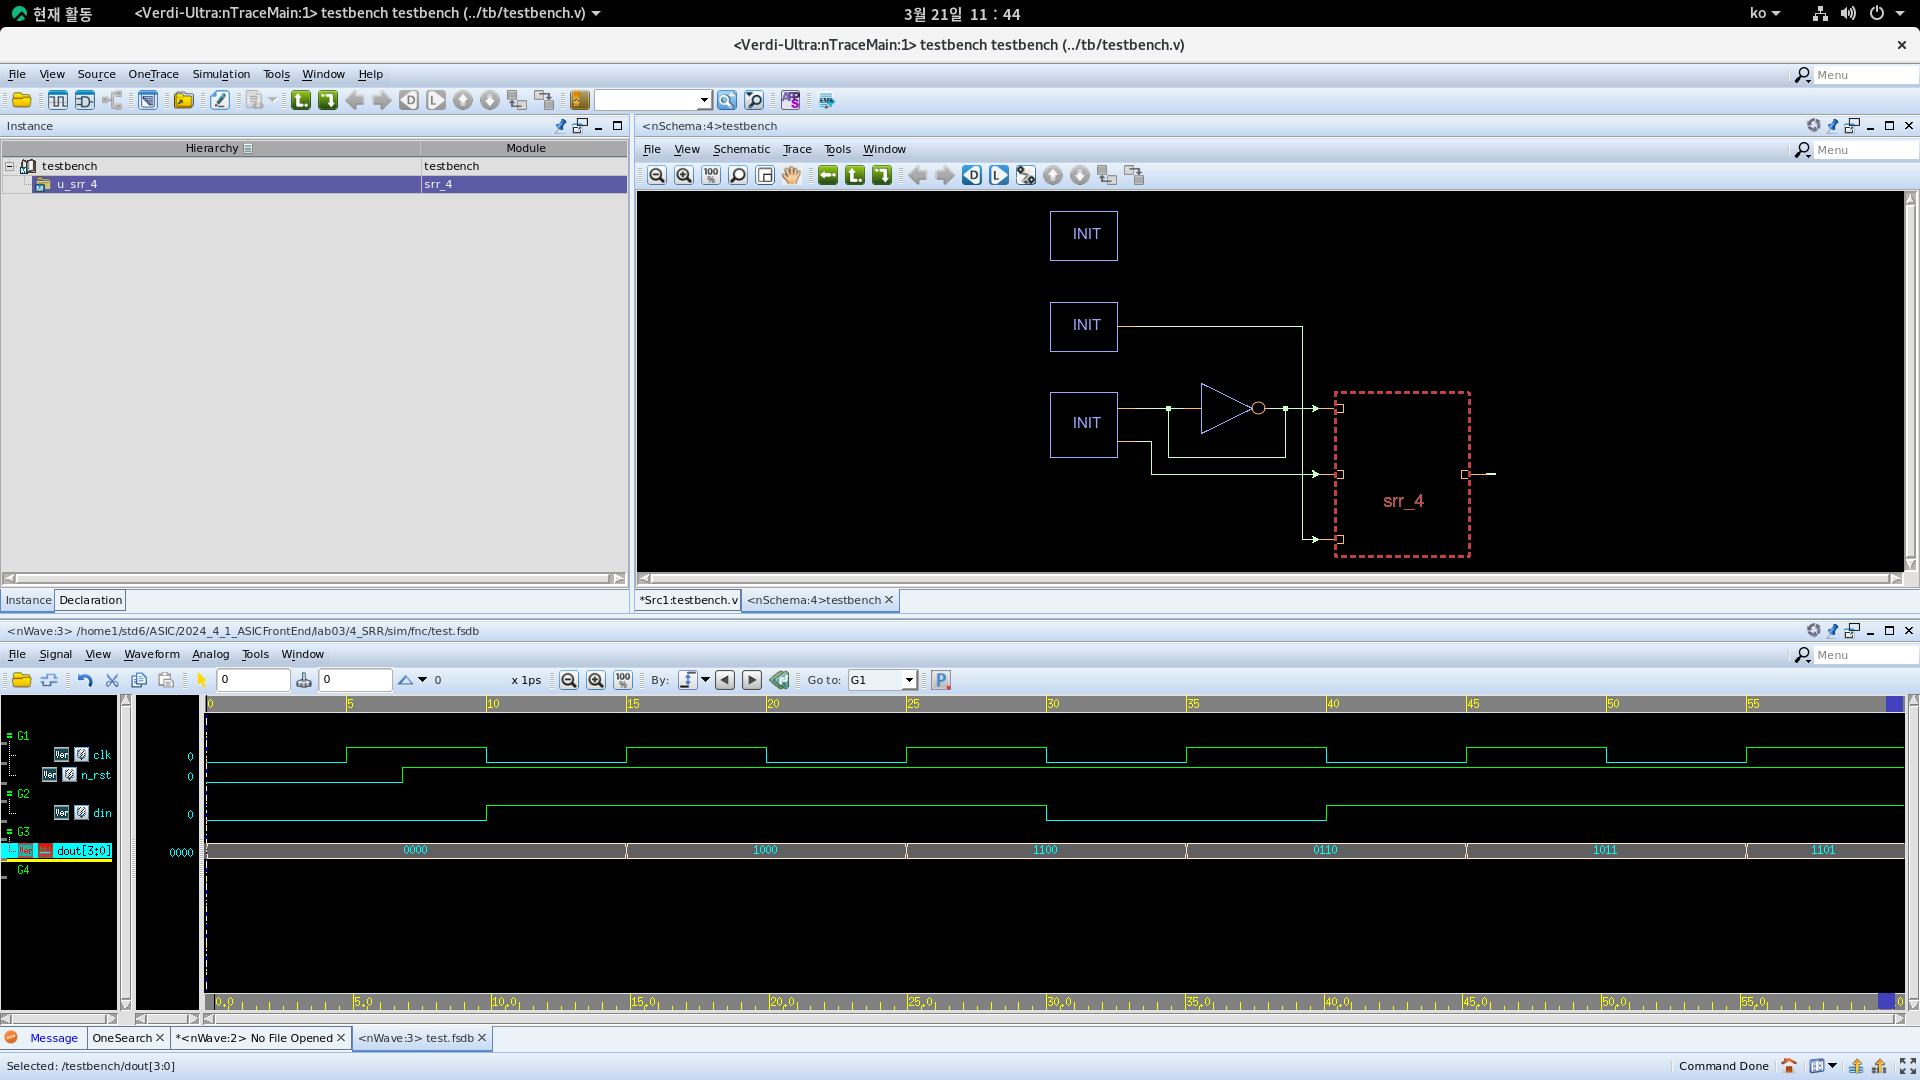 현재 활동 <Verdi-Ultra:nTraceMain:1> testbench testbench (../tb/testbench.v) 3월 21일 11 : 44 ko
<Verdi-Ultra:nTraceMain:1> testbench testbench (../tb/testbench.v)
File View Source OneTrace Simulation Tools Window Help Menu
Instance
Hierarchy Module
testbench testbench
u_srr_4 srr_4
Instance Declaration
<nSchema:4>testbench
File View Schematic Trace Tools Window Menu
100%
INIT
INIT
INIT
srr_4
*Src1:testbench.v <nSchema:4>testbench
<nWave:3> /home1/std6/ASIC/2024_4_1_ASICFrontEnd/lab03/4_SRR/sim/fnc/test.fsdb
File Signal View Waveform Analog Tools Window Menu
0 0 0 x 1ps 100% By: Go to: G1
0 5 10 15 20 25 30 35 40 45 50 55
G1
clk 0
n_rst 0
G2
din 0
G3
dout[3:0] 0000 0000 1000 1100 0110 1011 1101
G4
0.0 5.0 10.0 15.0 20.0 25.0 30.0 35.0 40.0 45.0 50.0 55.0 0
Message OneSearch *<nWave:2> No File Opened <nWave:3> test.fsdb
Selected: /testbench/dout[3:0] Command Done